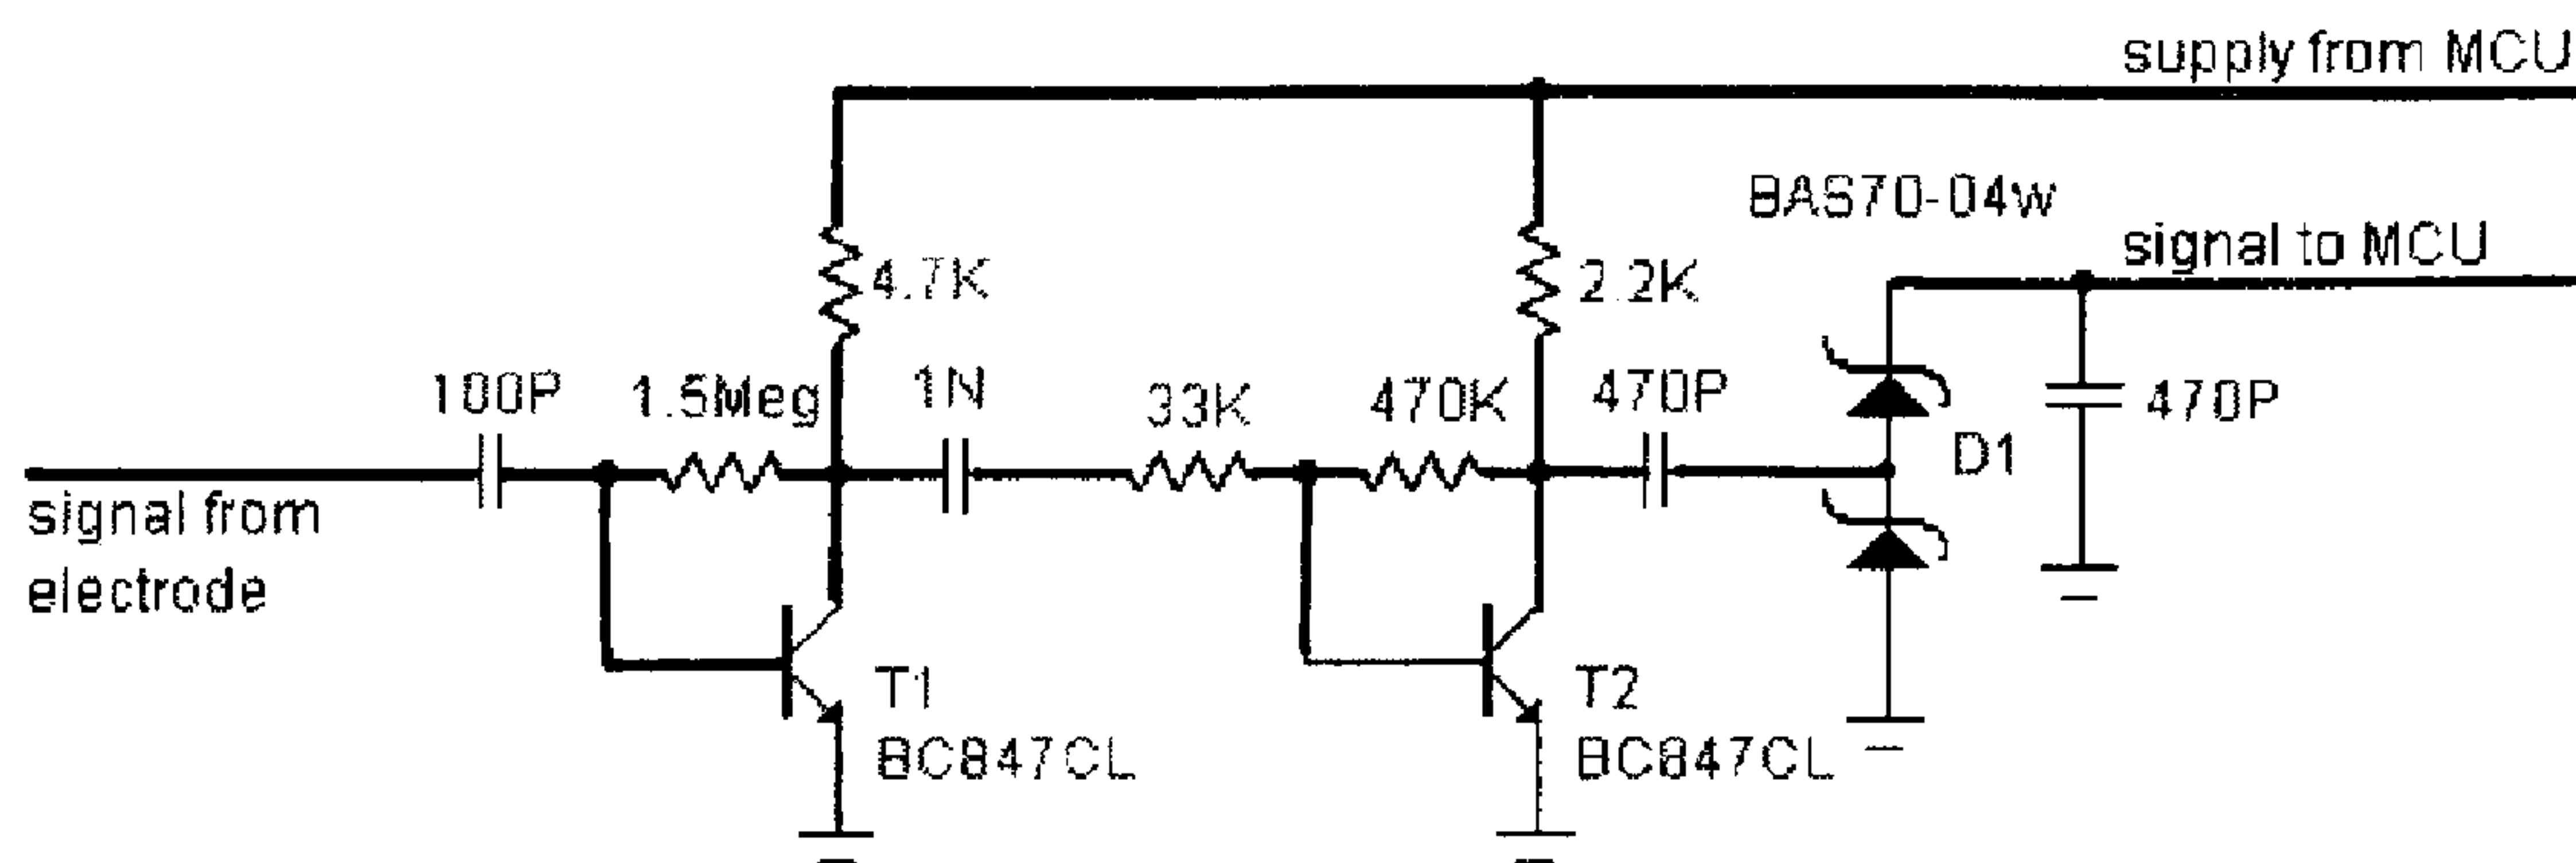 supply from MCU
BAS70-04w
signal to MCU
4.7K
2.2K
100P
1.5Meg
1N
33K
470K
470P
470P
D1
signal from
electrode
T1
BC847CL
T2
BC847CL